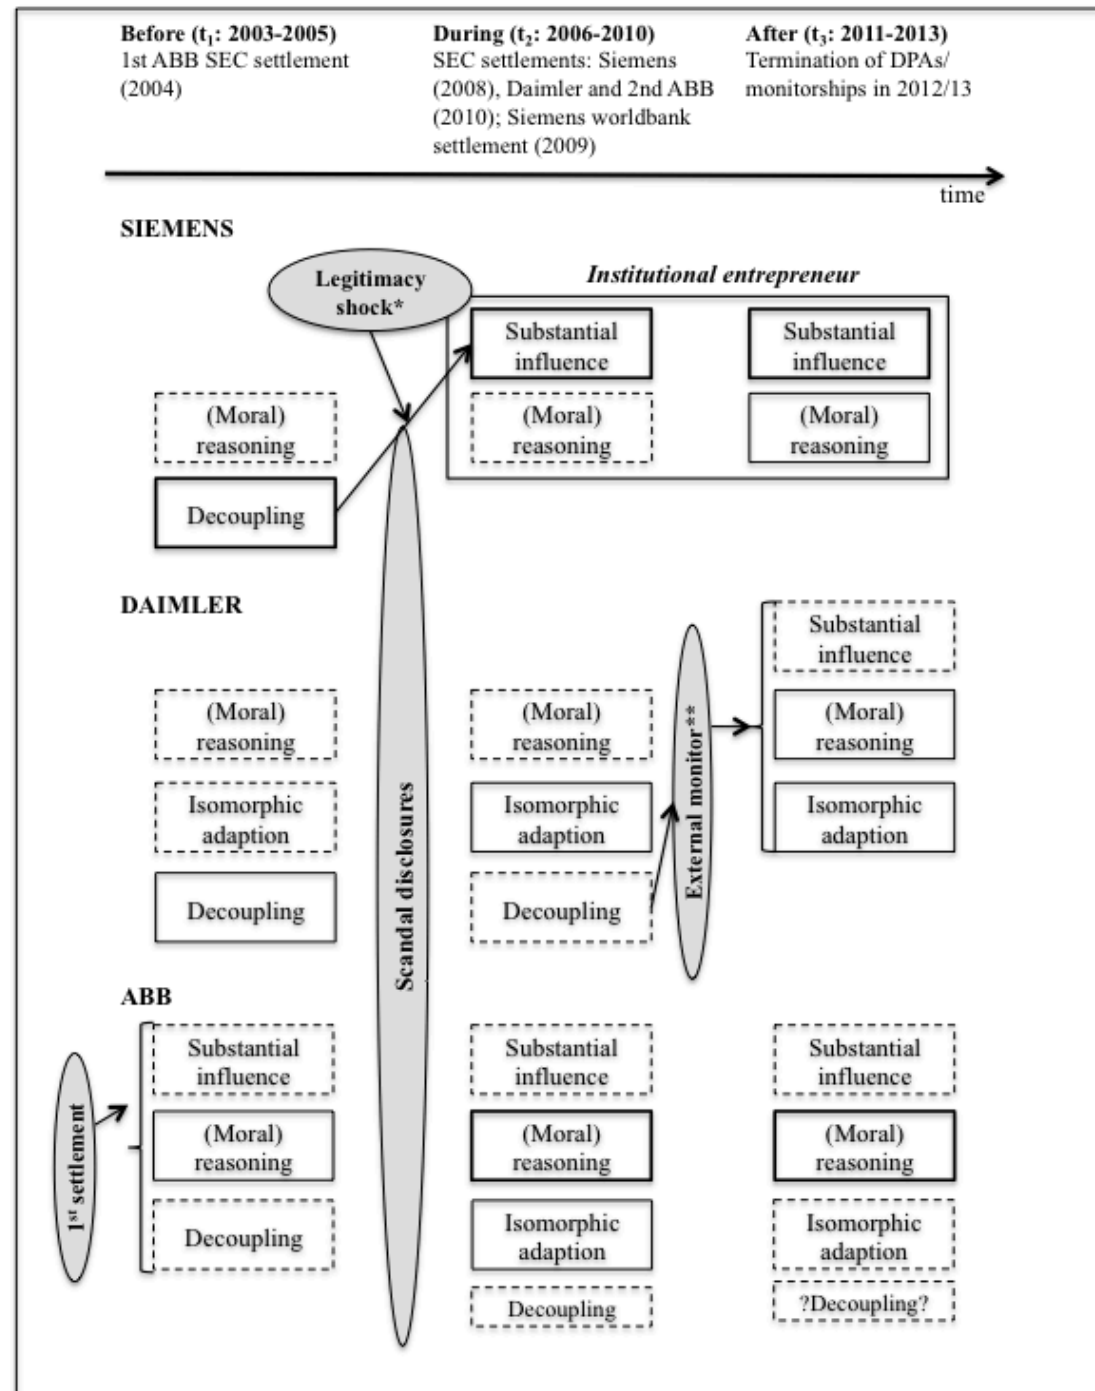 Before (t₁: 2003-2005)
1st ABB SEC settlement
(2004)
During (t₂: 2006-2010)
SEC settlements: Siemens
(2008), Daimler and 2nd ABB
(2010); Siemens worldbank
settlement (2009)
After (t₃: 2011-2013)
Termination of DPAs/
monitorships in 2012/13
time
SIEMENS
Legitimacy
shock*
Institutional entrepreneur
Substantial
influence
Substantial
influence
(Moral)
reasoning
(Moral)
reasoning
(Moral)
reasoning
Decoupling
Scandal disclosures
DAIMLER
Substantial
influence
(Moral)
reasoning
(Moral)
reasoning
External monitor**
(Moral)
reasoning
Isomorphic
adaption
Isomorphic
adaption
Isomorphic
adaption
Decoupling
Decoupling
ABB
1st settlement
Substantial
influence
Substantial
influence
Substantial
influence
(Moral)
reasoning
(Moral)
reasoning
(Moral)
reasoning
Decoupling
Isomorphic
adaption
Isomorphic
adaption
Decoupling
?Decoupling?